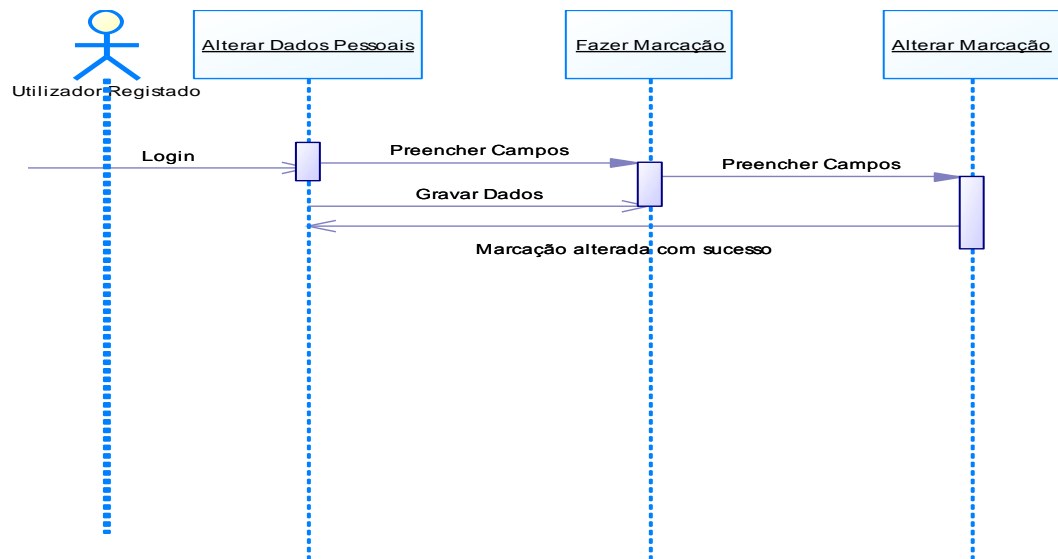 Alterar Dados Pessoais
Fazer Marcação
Alterar Marcação
Utilizador Registado
Login
Preencher Campos
Preencher Campos
Gravar Dados
Marcação alterada com sucesso